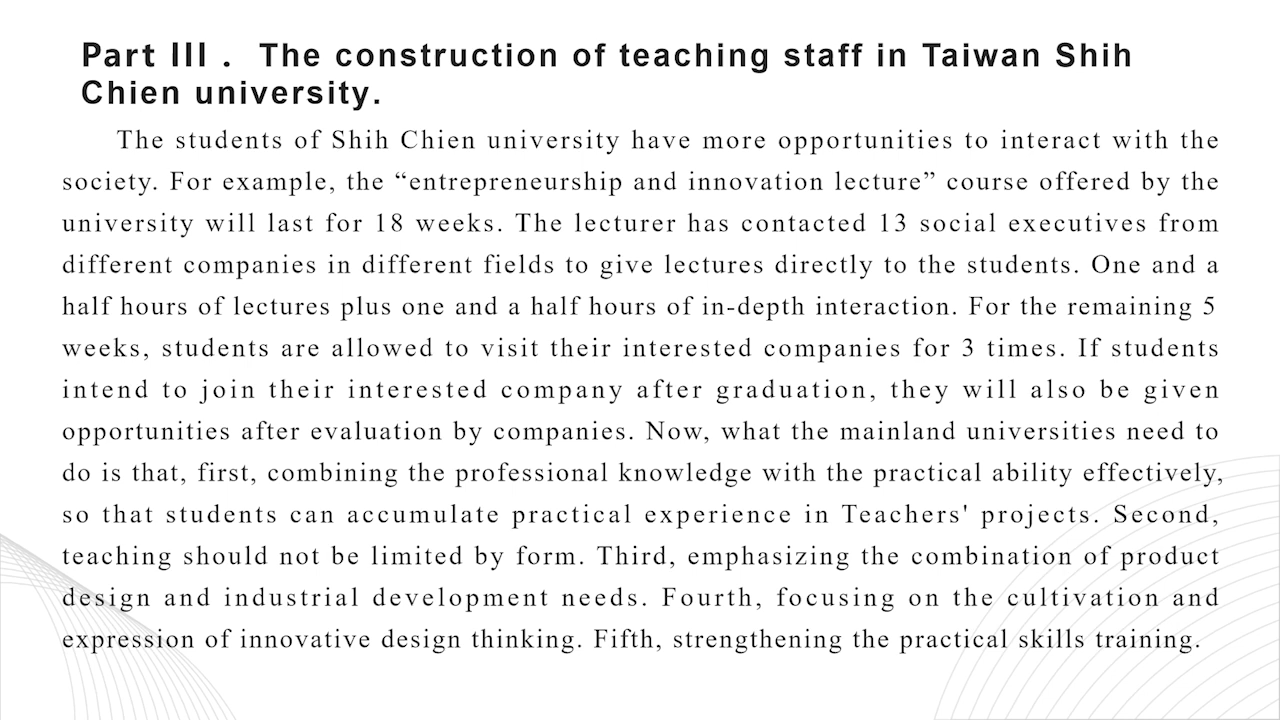 Part III .  The construction of teaching staff in Taiwan Shih
Chien university.
The students of Shih Chien university have more opportunities to interact with the
society. For example, the “entrepreneurship and innovation lecture” course offered by the
university will last for 18 weeks. The lecturer has contacted 13 social executives from
different companies in different fields to give lectures directly to the students. One and a
half hours of lectures plus one and a half hours of in-depth interaction. For the remaining 5
weeks, students are allowed to visit their interested companies for 3 times. If students
intend to join their interested company after graduation, they will also be given
opportunities after evaluation by companies. Now, what the mainland universities need to
do is that, first, combining the professional knowledge with the practical ability effectively,
so that students can accumulate practical experience in Teachers' projects. Second,
teaching should not be limited by form. Third, emphasizing the combination of product
design and industrial development needs. Fourth, focusing on the cultivation and
expression of innovative design thinking. Fifth, strengthening the practical skills training.